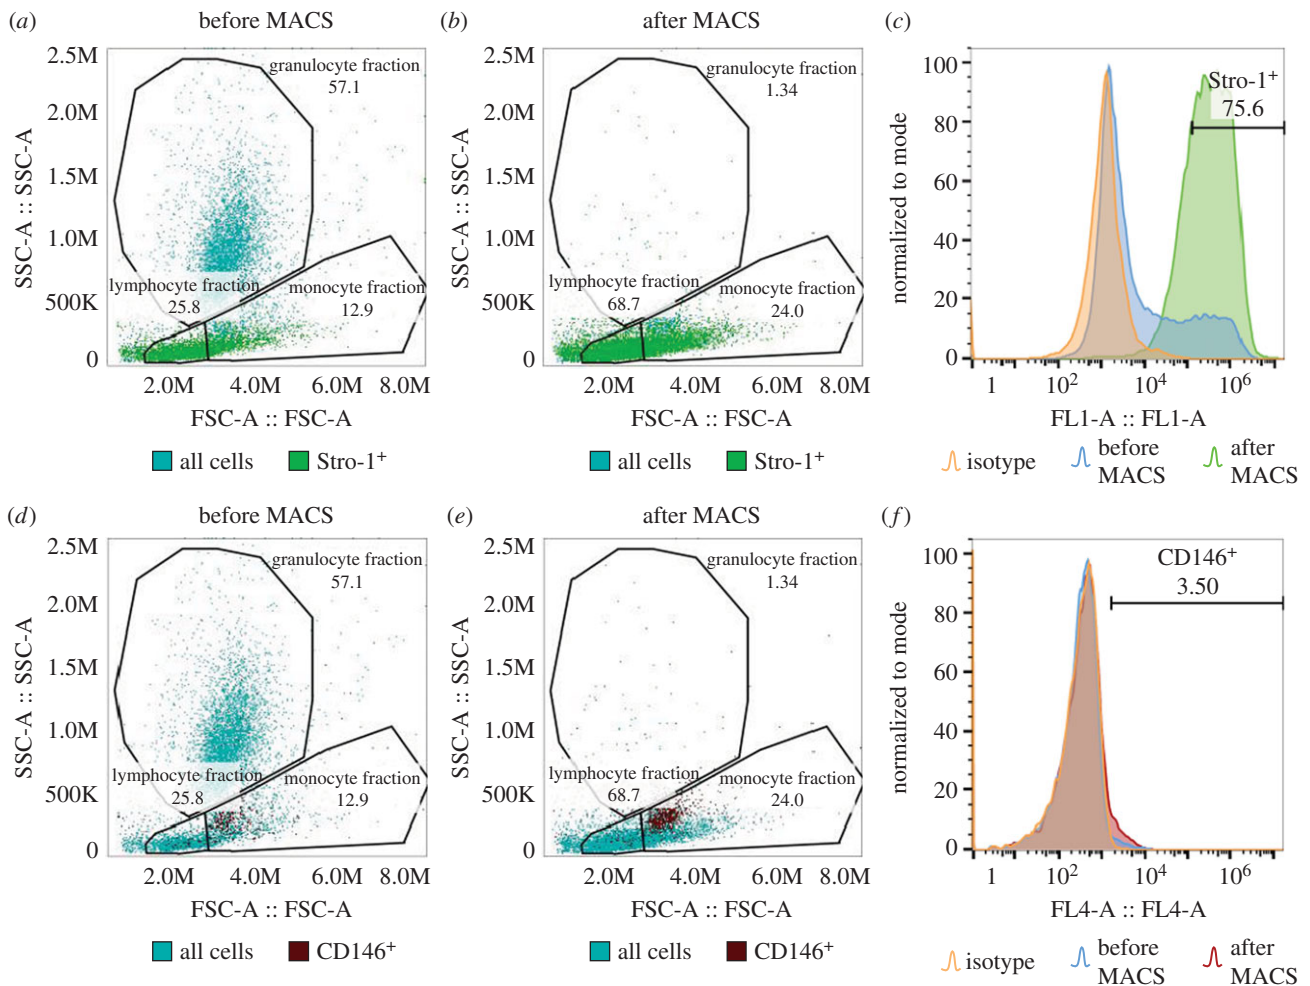 (a) before MACS
2.5M
2.0M
1.5M
1.0M
500K
0
SSC-A :: SSC-A
granulocyte fraction
57.1
lymphocyte fraction
25.8
monocyte fraction
12.9
2.0M 4.0M 6.0M 8.0M
FSC-A :: FSC-A
all cells Stro-1+
(b) after MACS
2.5M
2.0M
1.5M
1.0M
500K
0
SSC-A :: SSC-A
granulocyte fraction
1.34
lymphocyte fraction
68.7
monocyte fraction
24.0
2.0M 4.0M 6.0M 8.0M
FSC-A :: FSC-A
all cells Stro-1+
(c)
100
80
60
40
20
0
normalized to mode
Stro-1+
75.6
1 10² 10⁴ 10⁶
FL1-A :: FL1-A
isotype before MACS after MACS
(d) before MACS
2.5M
2.0M
1.5M
1.0M
500K
0
SSC-A :: SSC-A
granulocyte fraction
57.1
lymphocyte fraction
25.8
monocyte fraction
12.9
2.0M 4.0M 6.0M 8.0M
FSC-A :: FSC-A
all cells CD146+
(e) after MACS
2.5M
2.0M
1.5M
1.0M
500K
0
SSC-A :: SSC-A
granulocyte fraction
1.34
lymphocyte fraction
68.7
monocyte fraction
24.0
2.0M 4.0M 6.0M 8.0M
FSC-A :: FSC-A
all cells CD146+
(f)
100
80
60
40
20
0
normalized to mode
CD146+
3.50
1 10² 10⁴ 10⁶
FL4-A :: FL4-A
isotype before MACS after MACS